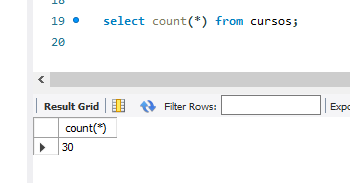 18
19 select count(*) from cursos;
20
Result Grid Filter Rows: Expo
count(*)
30